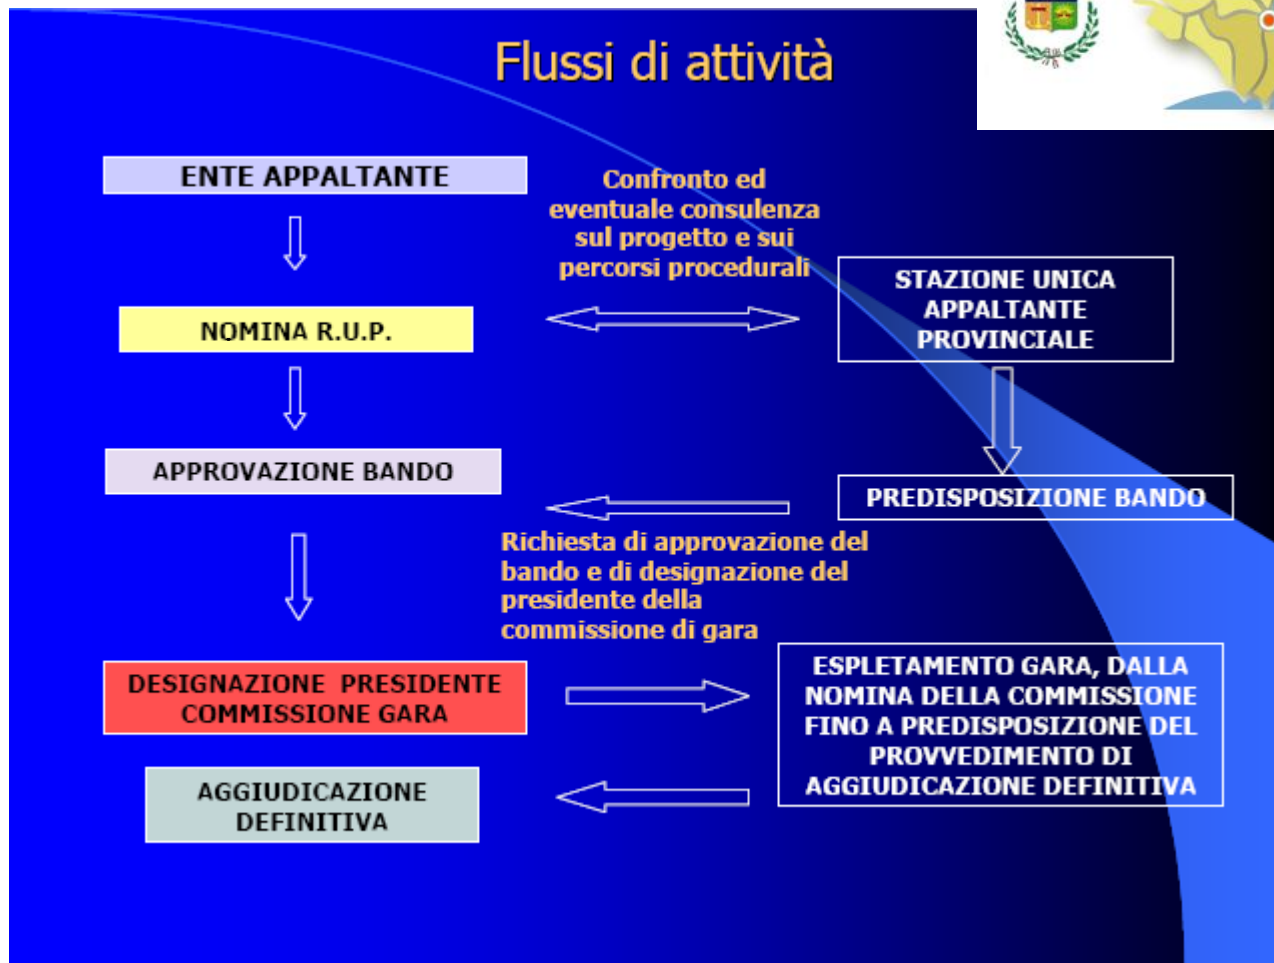 Flussi di attività
ENTE APPALTANTE
Confronto ed
eventuale consulenza
sul progetto e sui
percorsi procedurali
STAZIONE UNICA
APPALTANTE
PROVINCIALE
NOMINA R.U.P.
APPROVAZIONE BANDO
PREDISPOSIZIONE BANDO
Richiesta di approvazione del
bando e di designazione del
presidente della
commissione di gara
DESIGNAZIONE PRESIDENTE
COMMISSIONE GARA
ESPLETAMENTO GARA, DALLA
NOMINA DELLA COMMISSIONE
FINO A PREDISPOSIZIONE DEL
PROVVEDIMENTO DI
AGGIUDICAZIONE DEFINITIVA
AGGIUDICAZIONE
DEFINITIVA